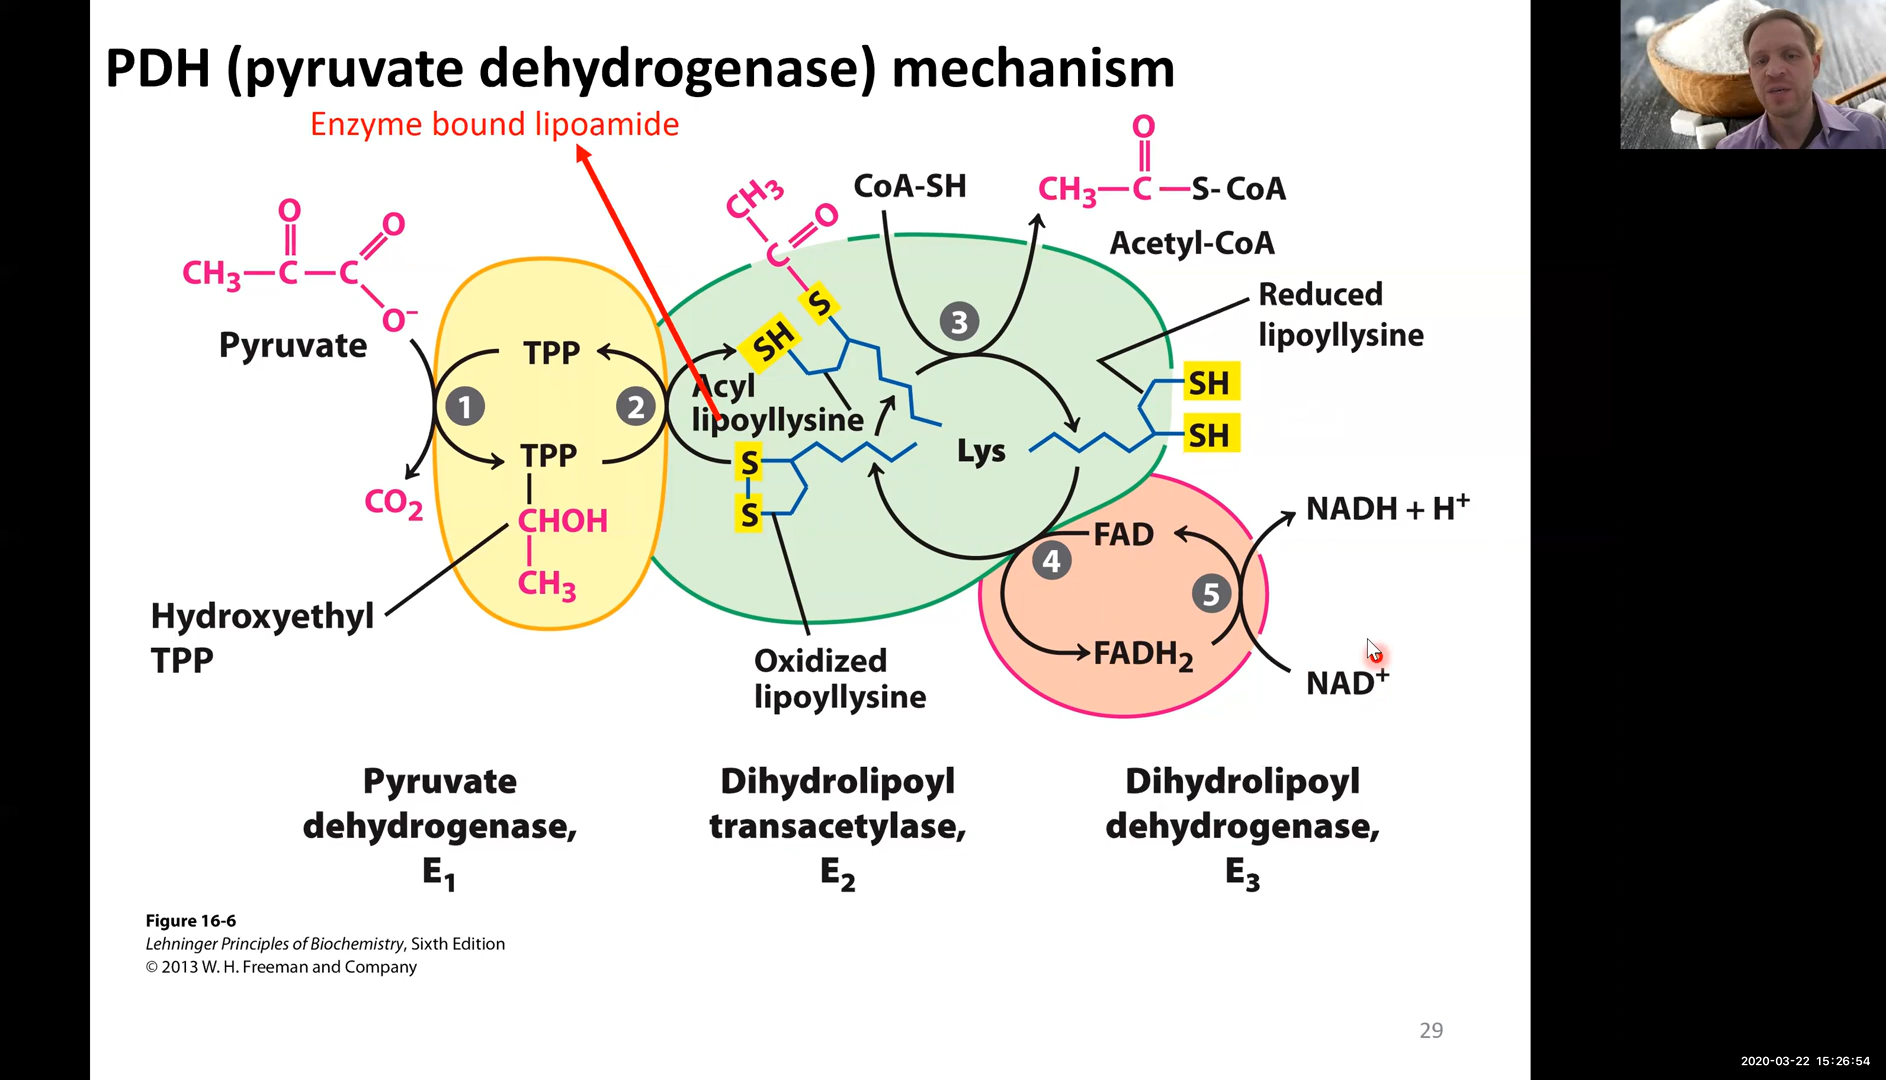 PDH (pyruvate dehydrogenase) mechanism
Enzyme bound lipoamide
O
O
CH3—C—C
O−
Pyruvate
CO2
TPP
1
2
TPP
CHOH
CH3
Hydroxyethyl
TPP
CH3
O
C
S
SH
Acyl
lipoyllysine
S
S
Oxidized
lipoyllysine
Lys
CoA-SH
3
O
CH3—C—S-CoA
Acetyl-CoA
Reduced
lipoyllysine
SH
SH
FAD
4
5
FADH2
NADH + H+
NAD+
Pyruvate
dehydrogenase,
E1
Dihydrolipoyl
transacetylase,
E2
Dihydrolipoyl
dehydrogenase,
E3
Figure 16-6
Lehninger Principles of Biochemistry, Sixth Edition
© 2013 W. H. Freeman and Company
29
2020-03-22 15:26:54